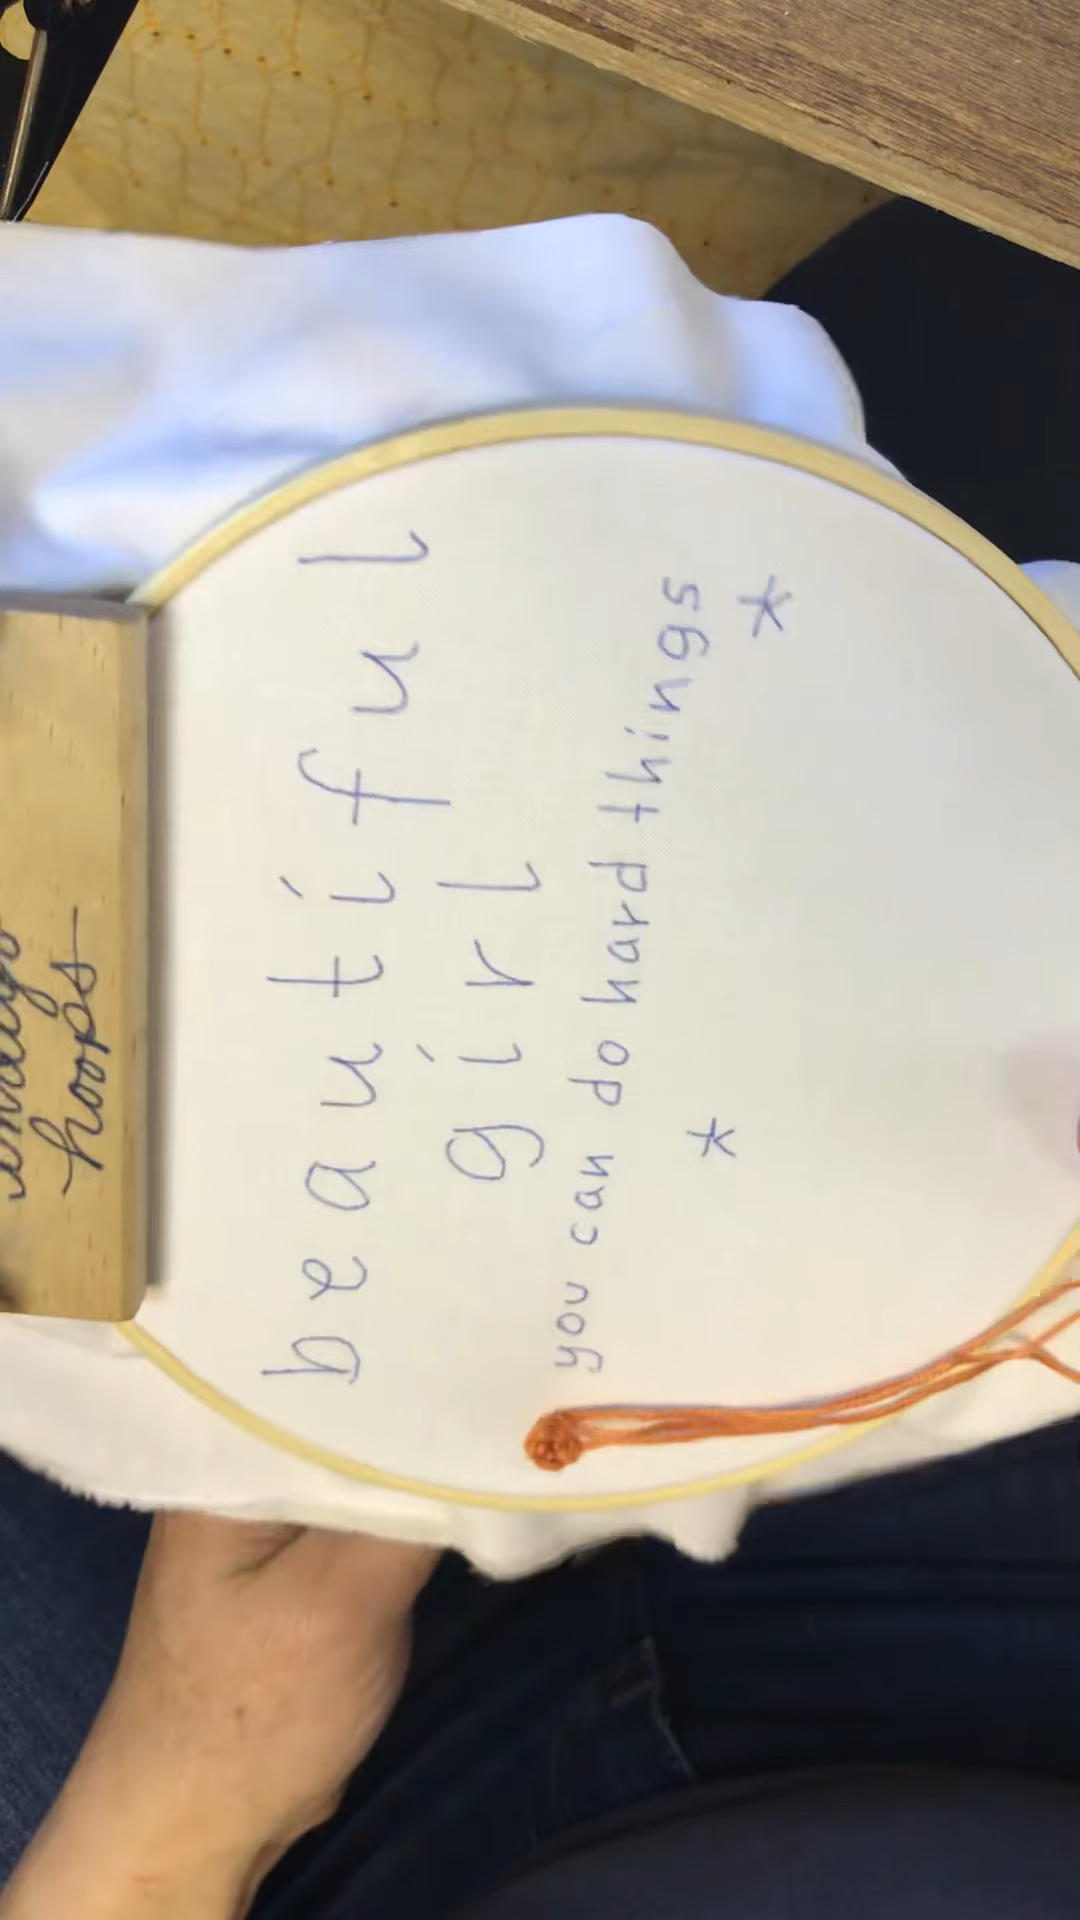 hoops
beautiful
girl
you can do hard things
* *